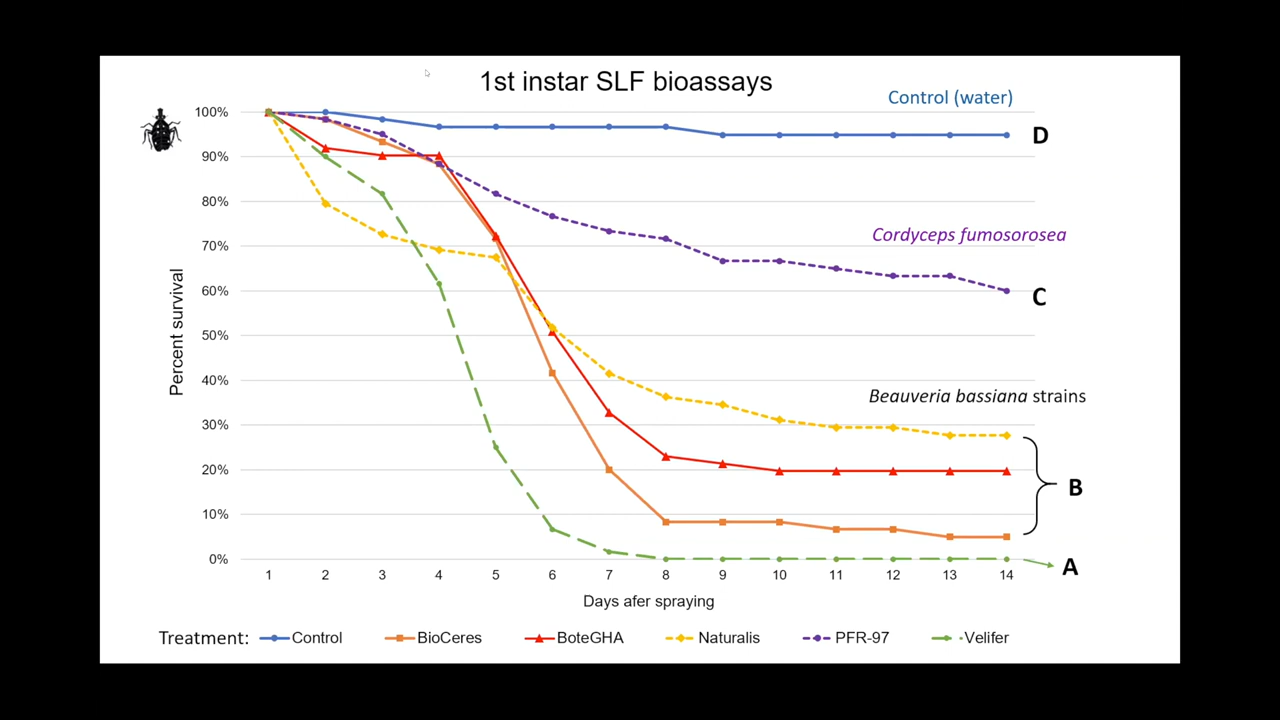 1st instar SLF bioassays
Control (water)
100%
D
90%
80%
70%
Cordyceps fumosorosea
60%
C
50%
40%
Beauveria bassiana strains
30%
20%
B
10%
0%
A
Percent survival
1 2 3 4 5 6 7 8 9 10 11 12 13 14
Days afer spraying
Treatment: Control BioCeres BoteGHA Naturalis PFR-97 Velifer